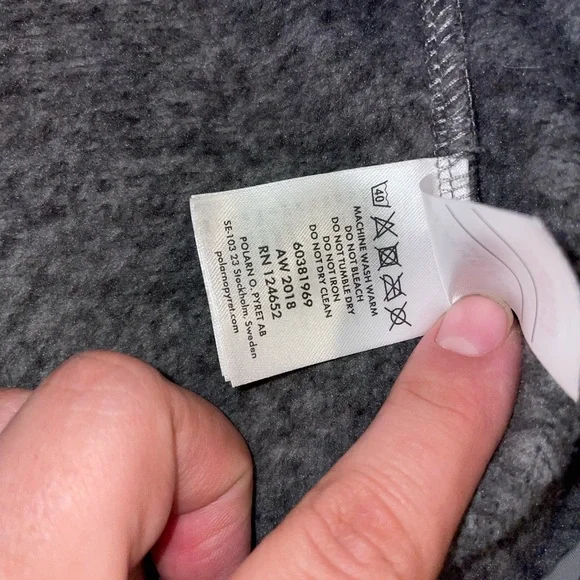 40
MACHINE WASH WARM
DO NOT BLEACH
DO NOT TUMBLE DRY
DO NOT IRON
DO NOT DRY CLEAN
60381969
AW 2018
RN 124652
POLARN O. PYRET AB
SE-103 23 Stockholm, Sweden
polarnopyret.com